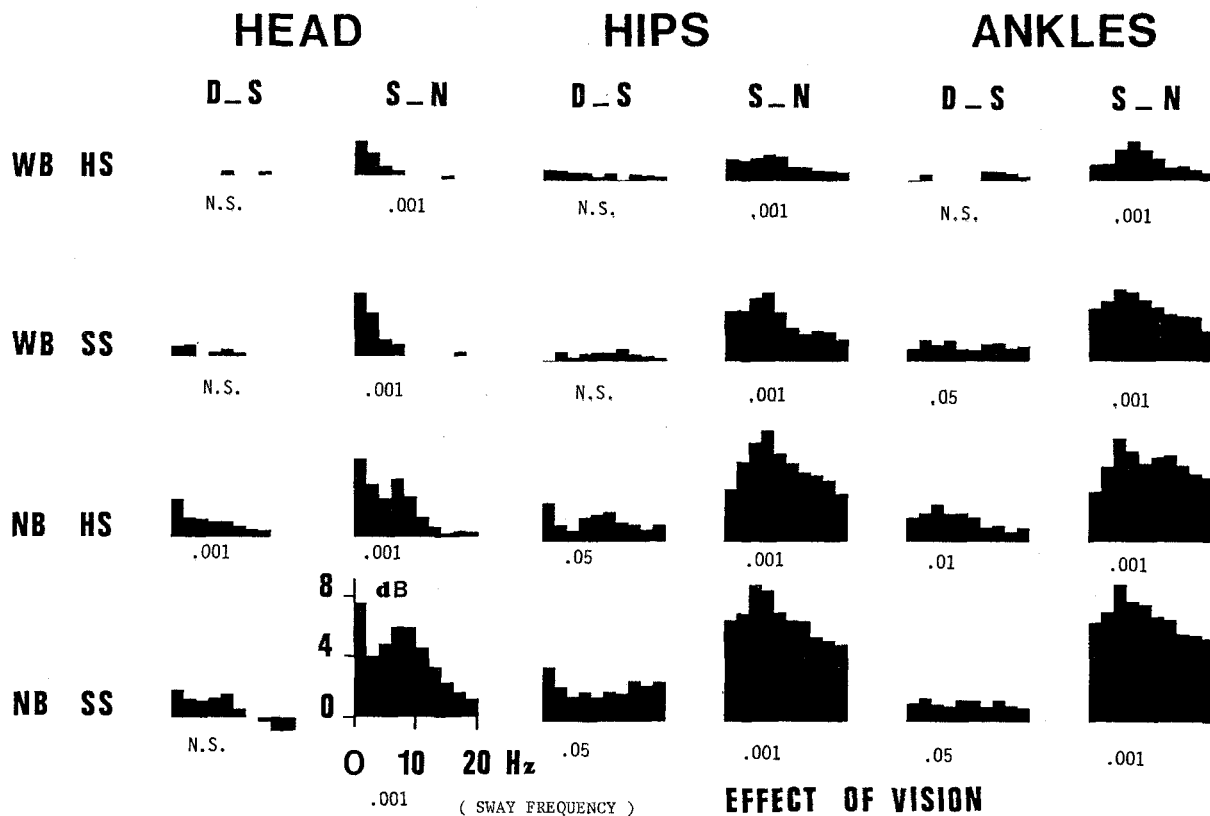 HEAD HIPS ANKLES
D_S S_N D_S S_N D_S S_N
WB HS
N.S. .001 N.S. .001 N.S. .001
WB SS
N.S. .001 N.S. .001 .05 .001
NB HS
.001 .001 .05 .001 .01 .001
8 dB
4
NB SS 0
N.S. .05 .001 .05 .001
0 10 20 Hz
.001 ( SWAY FREQUENCY ) EFFECT OF VISION